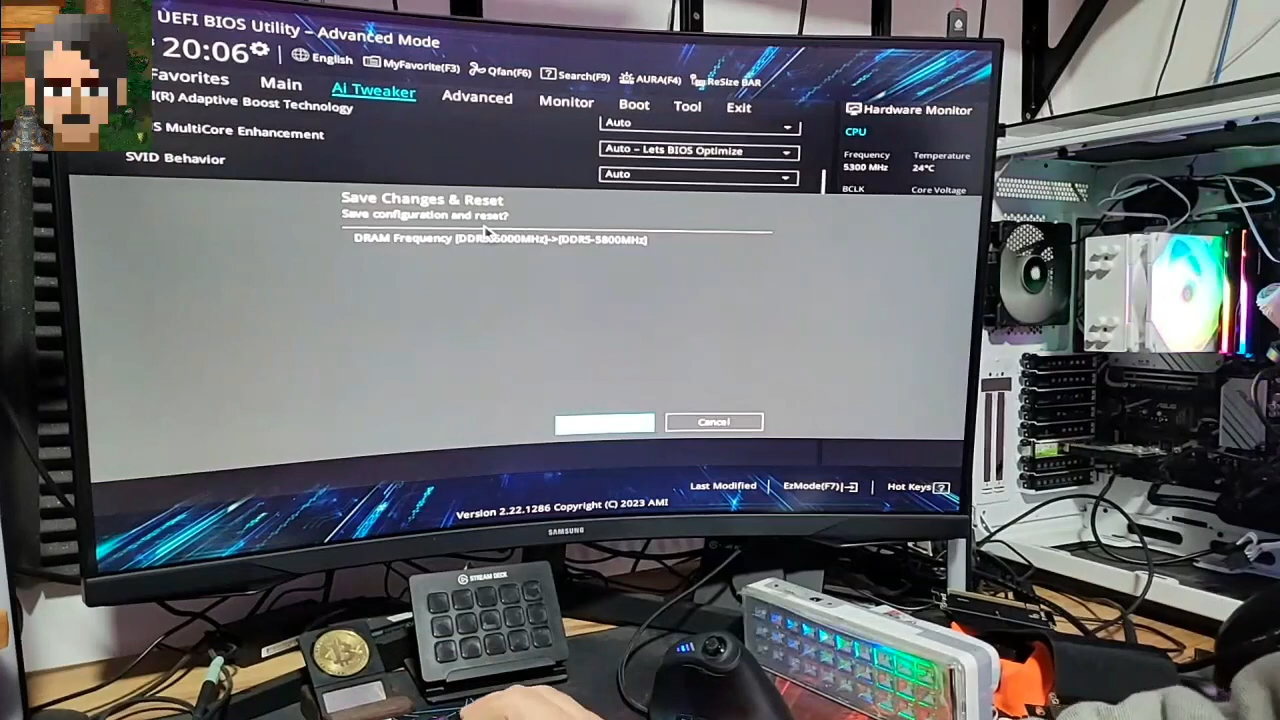 UEFI BIOS Utility – Advanced Mode
20:06 English MyFavorite(F3) Qfan(F6) ? Search(F9) AURA(F4) ReSize BAR
Favorites Main Ai Tweaker Advanced Monitor Boot Tool Exit
(R) Adaptive Boost Technology Auto
S MultiCore Enhancement Auto – Lets BIOS Optimize
SVID Behavior Auto
Hardware Monitor
CPU
Frequency Temperature
5300 MHz 24°C
BCLK Core Voltage
Save Changes & Reset
Save configuration and reset?
DRAM Frequency [DDR5-6000MHz]->[DDR5-5800MHz]
Cancel
Last Modified EzMode(F7) Hot Keys ?
Version 2.22.1286 Copyright (C) 2023 AMI
SAMSUNG
STREAM DECK